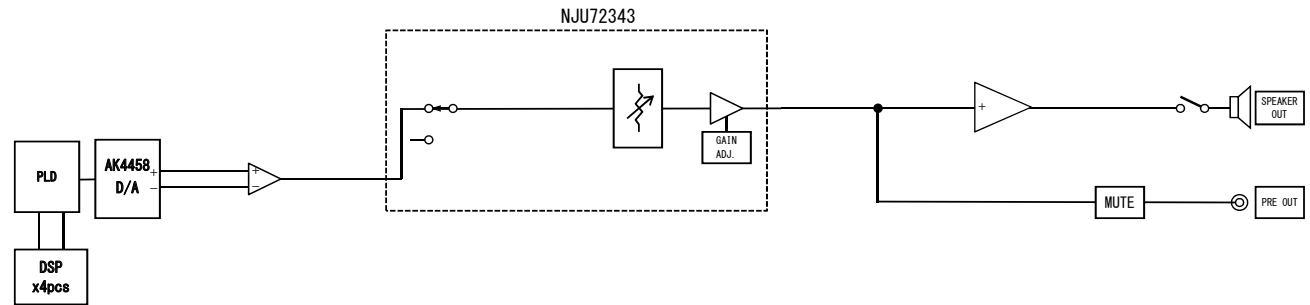 NJU72343
SPEAKER
OUT
GAIN
ADJ.
PLD
AK4458
D/A
+
−
+
−
+
MUTE
PRE OUT
DSP
x4pcs